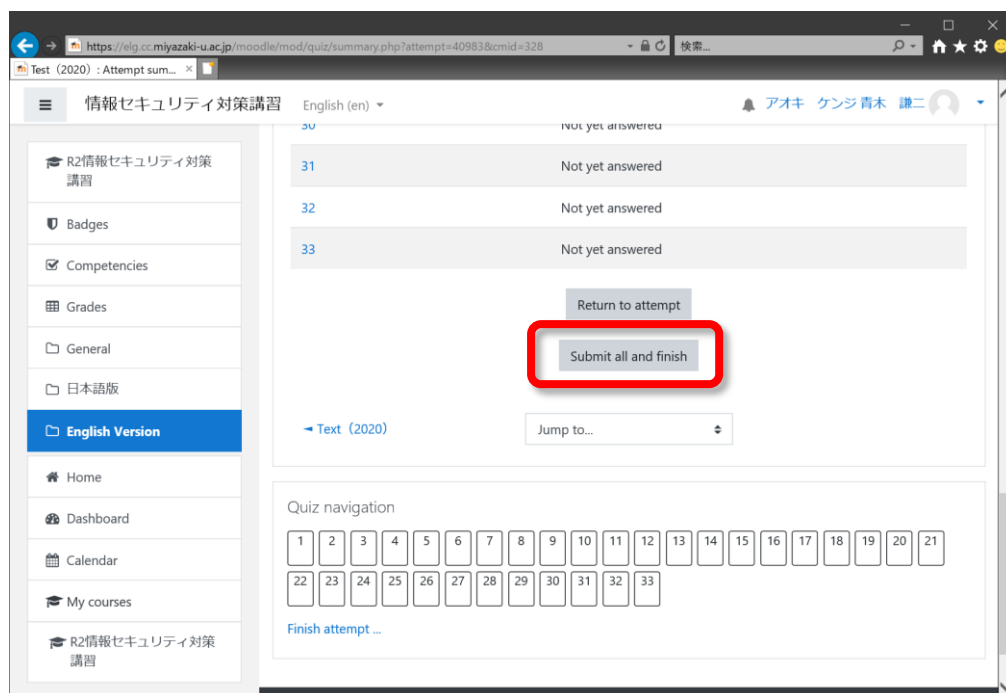 https://elg.cc.miyazaki-u.ac.jp/moodle/mod/quiz/summary.php?attempt=40983&cmid=328
検索...
Test（2020）: Attempt sum...
情報セキュリティ対策講習 English (en)
アオキ ケンジ 青木 謙二
R2情報セキュリティ対策
講習
Badges
Competencies
Grades
General
日本語版
English Version
Home
Dashboard
Calendar
My courses
R2情報セキュリティ対策
講習
30 Not yet answered
31 Not yet answered
32 Not yet answered
33 Not yet answered
Return to attempt
Submit all and finish
◄ Text（2020）
Jump to...
Quiz navigation
1 2 3 4 5 6 7 8 9 10 11 12 13 14 15 16 17 18 19 20 21
22 23 24 25 26 27 28 29 30 31 32 33
Finish attempt ...